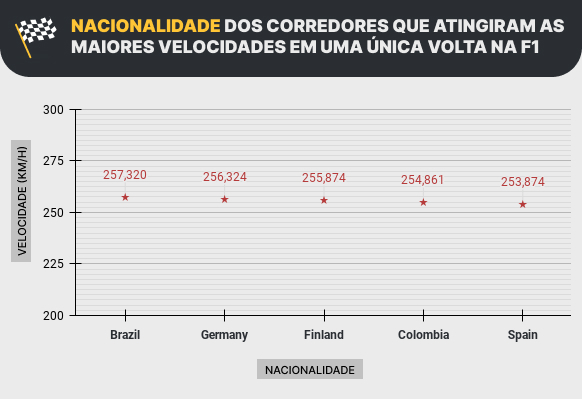 NACIONALIDADE DOS CORREDORES QUE ATINGIRAM AS
MAIORES VELOCIDADES EM UMA ÚNICA VOLTA NA F1
VELOCIDADE (KM/H)
300
275
250
225
200
257,320
256,324
255,874
254,861
253,874
Brazil
Germany
Finland
Colombia
Spain
NACIONALIDADE